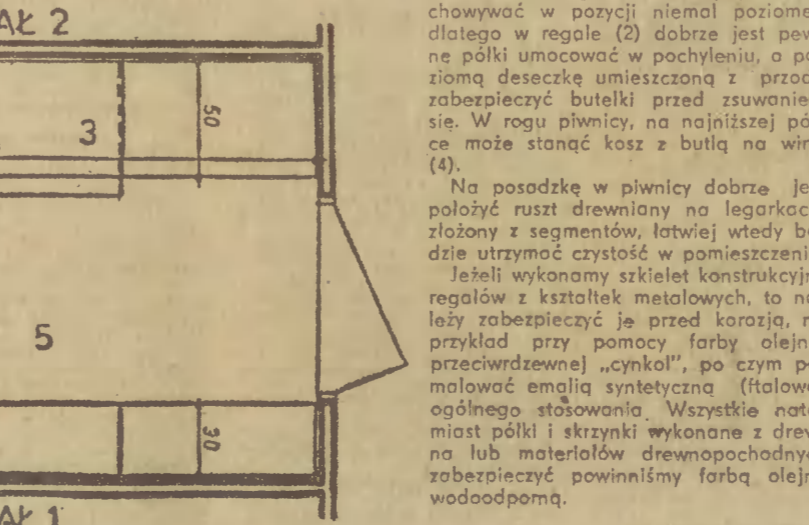 AŁ 2
3
50
5
30
AŁ 1
chowywać w pozycji niemal poziome
dlatego w regale (2) dobrze jest pew
ne półki umocować w pochyleniu, a po
ziomą deseczkę umieszczoną z przod
zabezpieczyć butelki przed zsuwanie
się. W rogu piwnicy, na najniższej pó
ce może stanąć kosz z butlą na win
(4).
Na posadzkę w piwnicy dobrze je
położyć ruszt drewniany na legarkac
złożony z segmentów, łatwiej wtedy bę
dzie utrzymać czystość w pomieszczeni
Jeżeli wykonamy szkielet konstrukcyjn
regałów z kształtek metalowych, to na
leży zabezpieczyć je przed korozją, n
przykład przy pomocy farby olejn
przeciwrdzewnej „cynkol”, po czym p
malować emalią syntetyczną (ftalowa
ogólnego stosowania. Wszystkie nato
miast półki i skrzynki wykonane z drew
na lub materiałów drewnopochodnyc
zabezpieczyć powinniśmy farbą olejn
wodoodporną.